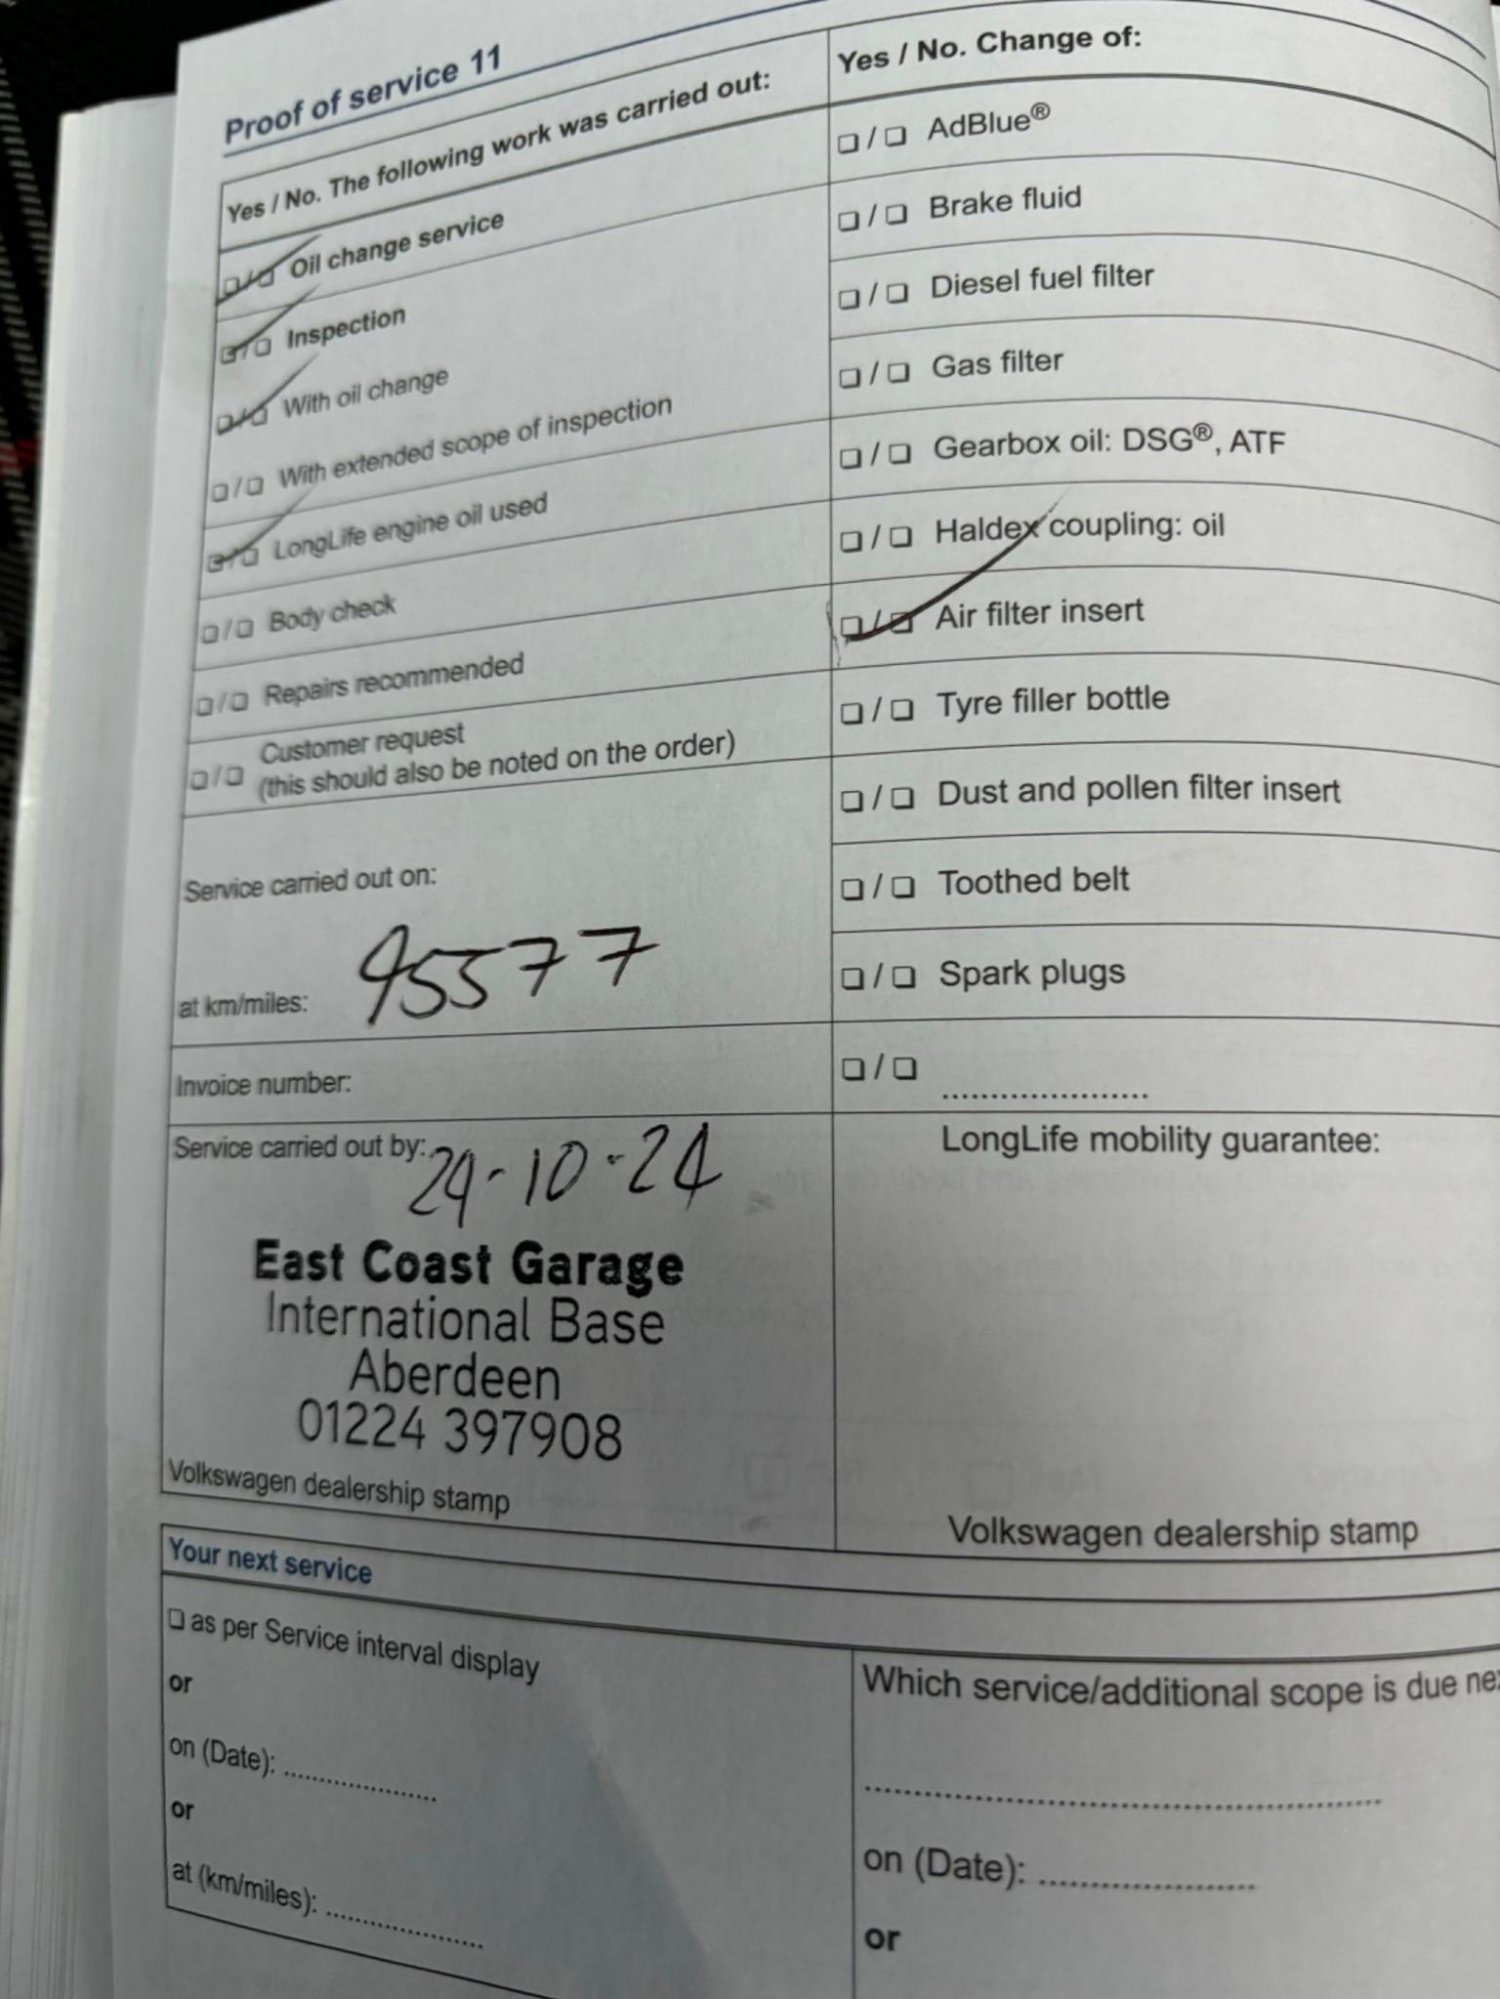 Proof of service 11
Yes / No. The following work was carried out:
❏/❏ Oil change service
❏/❏ Inspection
❏/❏ With oil change
❏/❏ With extended scope of inspection
❏/❏ LongLife engine oil used
❏/❏ Body check
❏/❏ Repairs recommended
❏/❏ Customer request
(this should also be noted on the order)
Service carried out on:
at km/miles: 95577
Invoice number:
Service carried out by: 29-10-24
East Coast Garage
International Base
Aberdeen
01224 397908
Volkswagen dealership stamp
Yes / No. Change of:
❏/❏ AdBlue®
❏/❏ Brake fluid
❏/❏ Diesel fuel filter
❏/❏ Gas filter
❏/❏ Gearbox oil: DSG®, ATF
❏/❏ Haldex coupling: oil
❏/❏ Air filter insert
❏/❏ Tyre filler bottle
❏/❏ Dust and pollen filter insert
❏/❏ Toothed belt
❏/❏ Spark plugs
❏/❏ ......................
LongLife mobility guarantee:
Volkswagen dealership stamp
Your next service
❏ as per Service interval display
or
on (Date): ..................
or
at (km/miles): ..................
Which service/additional scope is due
..................................................
on (Date): ......................
or